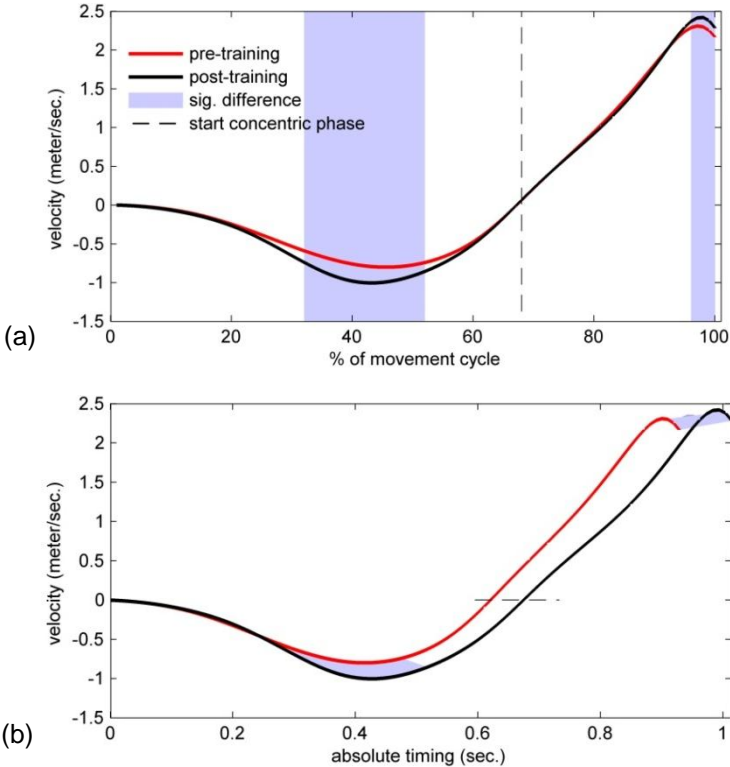 2.5
2
1.5
1
0.5
0
-0.5
-1
-1.5
pre-training
post-training
sig. difference
start concentric phase
velocity (meter/sec.)
0 20 40 60 80 100
% of movement cycle
(a)
2.5
2
1.5
1
0.5
0
-0.5
-1
-1.5
velocity (meter/sec.)
0 0.2 0.4 0.6 0.8 1
absolute timing (sec.)
(b)